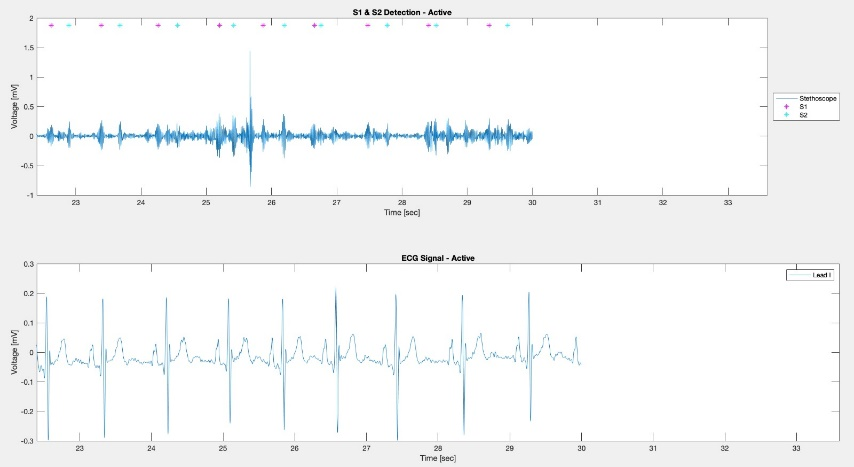 S1 & S2 Detection - Active
2
1.5
1
0.5
0
-0.5
-1
Voltage [mV]
23 24 25 26 27 28 29 30 31 32 33
Time [sec]
Stethoscope
S1
S2
ECG Signal - Active
0.3
0.2
0.1
-0.1
-0.2
-0.3
Voltage [mV]
23 24 25 26 27 28 29 30 31 32 33
Time [sec]
Lead I